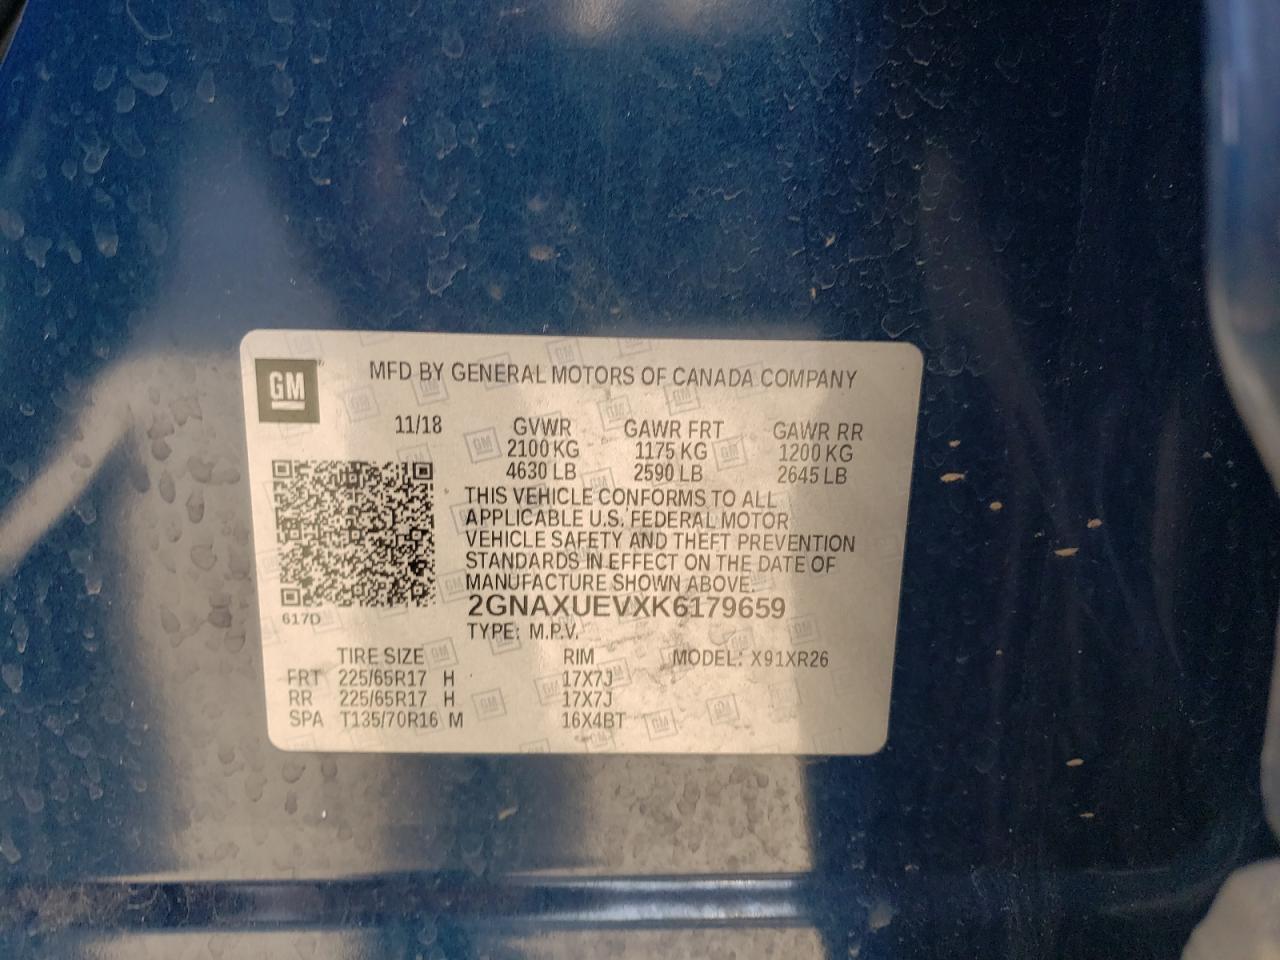 GM
MFD BY GENERAL MOTORS OF CANADA COMPANY
11/18 GVWR GAWR FRT GAWR RR
2100 KG 1175 KG 1200 KG
4630 LB 2590 LB 2645 LB
THIS VEHICLE CONFORMS TO ALL
APPLICABLE U.S. FEDERAL MOTOR
VEHICLE SAFETY AND THEFT PREVENTION
STANDARDS IN EFFECT ON THE DATE OF
MANUFACTURE SHOWN ABOVE.
2GNAXUEVXK6179659
617D
TYPE: M.P.V.
TIRE SIZE RIM MODEL: X91XR26
FRT 225/65R17 H 17X7J
RR 225/65R17 H 17X7J
SPA T135/70R16 M 16X4BT